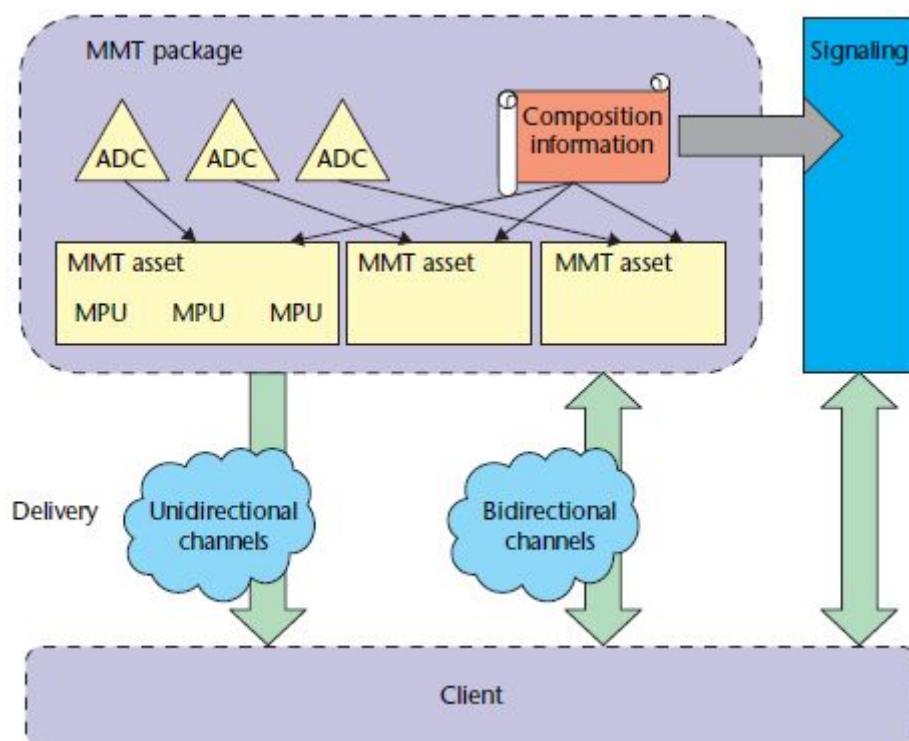 MMT package
Signaling
ADC
ADC
ADC
Composition
information
MMT asset
MPU MPU MPU
MMT asset
MMT asset
Delivery
Unidirectional
channels
Bidirectional
channels
Client